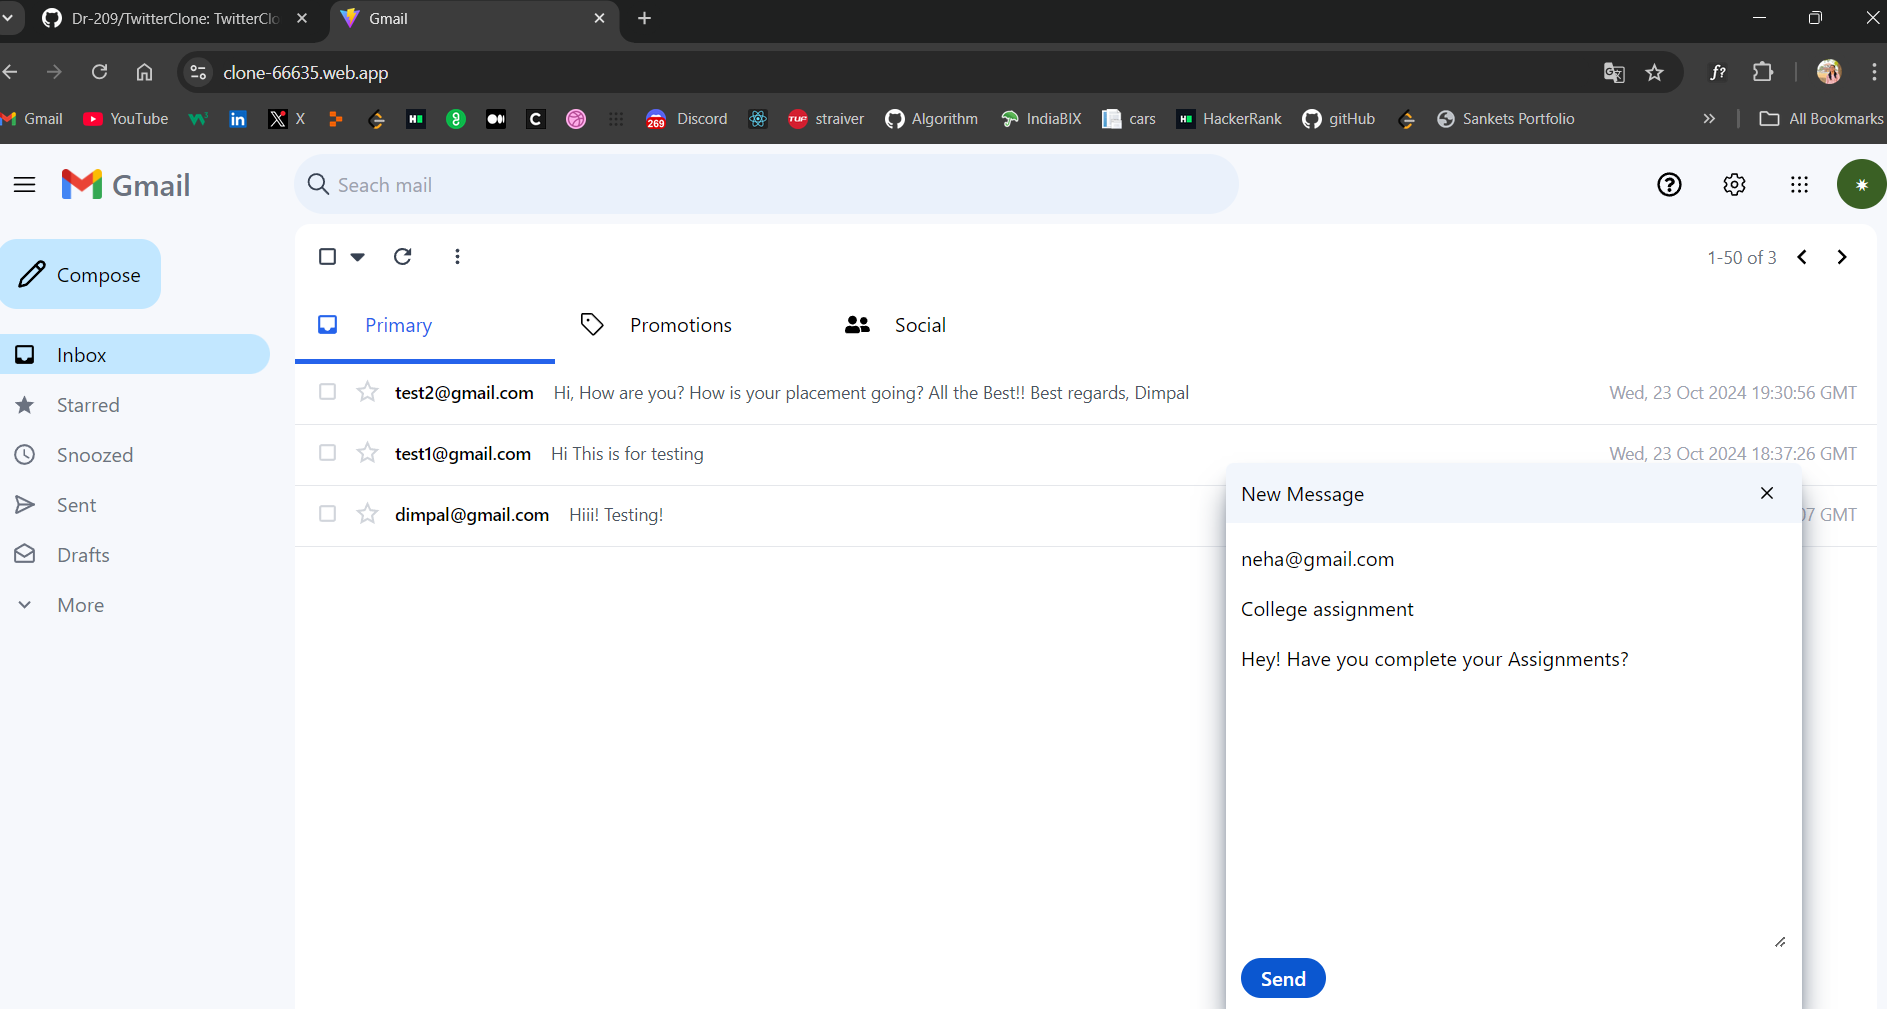 Dr-209/TwitterClone: TwitterClo
Gmail
clone-66635.web.app
Gmail YouTube X Discord straiver Algorithm IndiaBIX cars HackerRank gitHub Sankets Portfolio All Bookmarks
269
TUF
Gmail
Seach mail
Compose
1-50 of 3
Primary Promotions Social
Inbox
Starred
Snoozed
Sent
Drafts
More
test2@gmail.com Hi, How are you? How is your placement going? All the Best!! Best regards, Dimpal Wed, 23 Oct 2024 19:30:56 GMT
test1@gmail.com Hi This is for testing Wed, 23 Oct 2024 18:37:26 GMT
dimpal@gmail.com Hiii! Testing! 07 GMT
New Message
neha@gmail.com
College assignment
Hey! Have you complete your Assignments?
Send